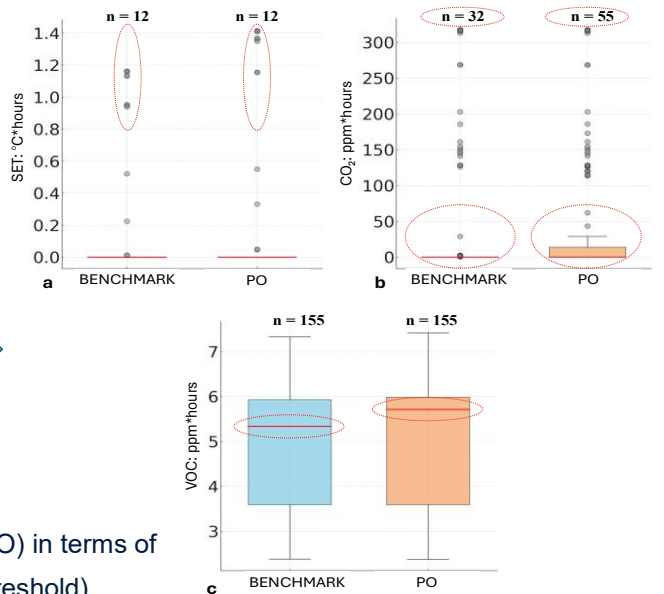 n = 12
n = 12
1.4
1.2
1.0
0.8
0.6
0.4
0.2
0.0
SET: °C*hours
BENCHMARK
PO
a
n = 32
n = 55
300
250
200
150
100
50
0
CO₂: ppm*hours
BENCHMARK
PO
b
n = 155
n = 155
7
6
5
4
3
VOC: ppm*hours
BENCHMARK
PO
c
O) in terms of
reshold)